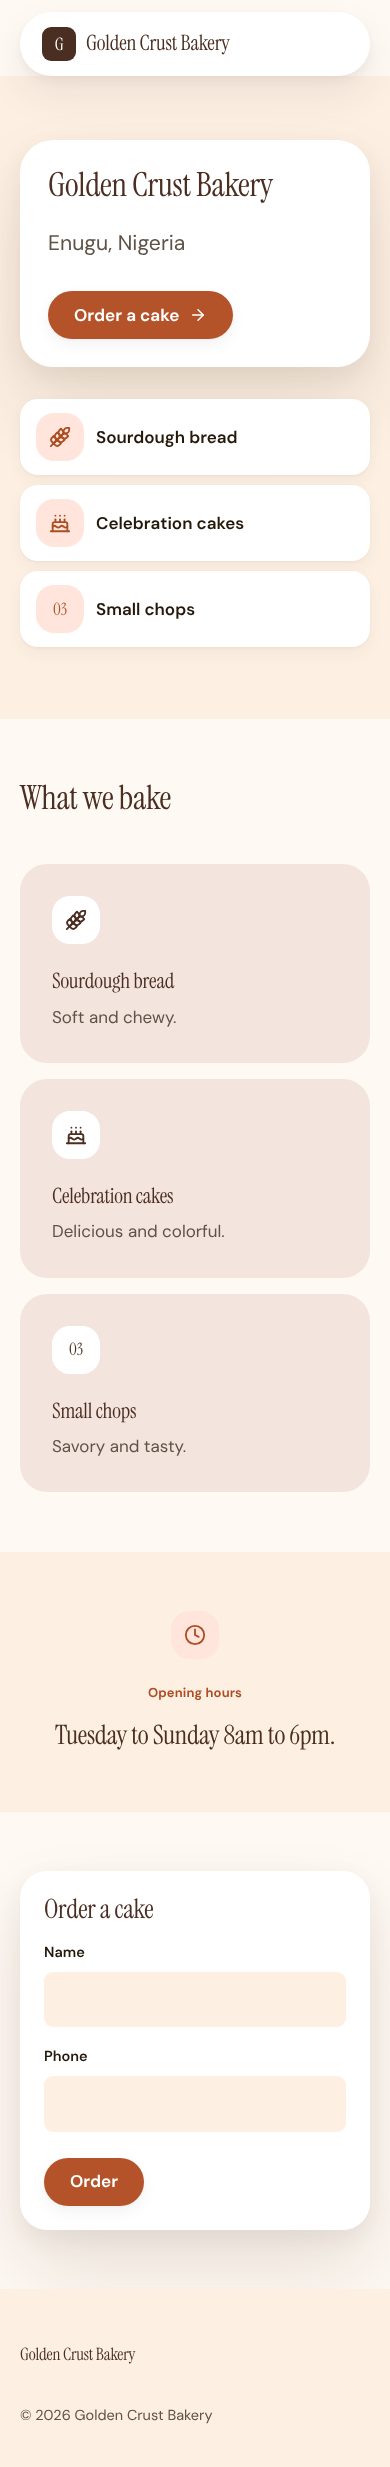 G
Golden Crust Bakery
Golden Crust Bakery
Enugu, Nigeria
Order a cake
Sourdough bread
Celebration cakes
03
Small chops
What we bake
Sourdough bread
Soft and chewy.
Celebration cakes
Delicious and colorful.
03
Small chops
Savory and tasty.
Opening hours
Tuesday to Sunday 8am to 6pm.
Order a cake
Name
Phone
Order
Golden Crust Bakery
© 2026 Golden Crust Bakery